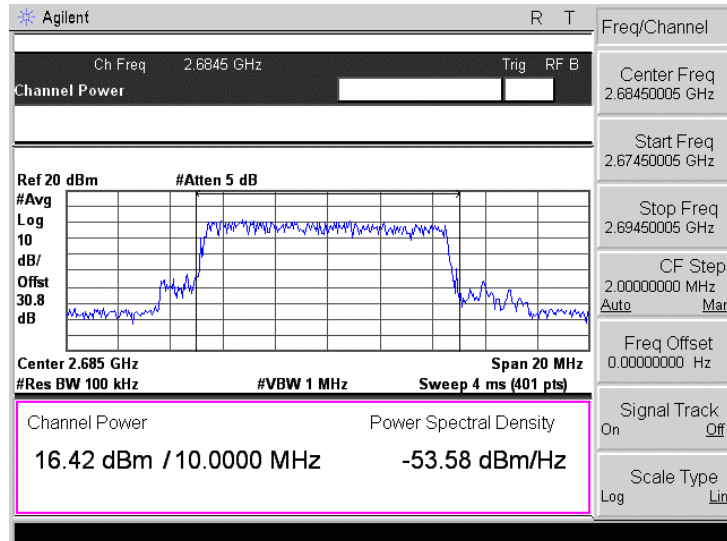 Agilent R T
Ch Freq 2.6845 GHz Trig RF B
Channel Power
Ref 20 dBm #Atten 5 dB
#Avg
Log
10
dB/
Offst
30.8
dB
Center 2.685 GHz Span 20 MHz
#Res BW 100 kHz #VBW 1 MHz Sweep 4 ms (401 pts)
Channel Power Power Spectral Density
16.42 dBm / 10.0000 MHz -53.58 dBm/Hz
Freq/Channel
Center Freq
2.68450005 GHz
Start Freq
2.67450005 GHz
Stop Freq
2.69450005 GHz
CF Step
2.00000000 MHz
Auto Man
Freq Offset
0.00000000 Hz
Signal Track
On Off
Scale Type
Log Lin